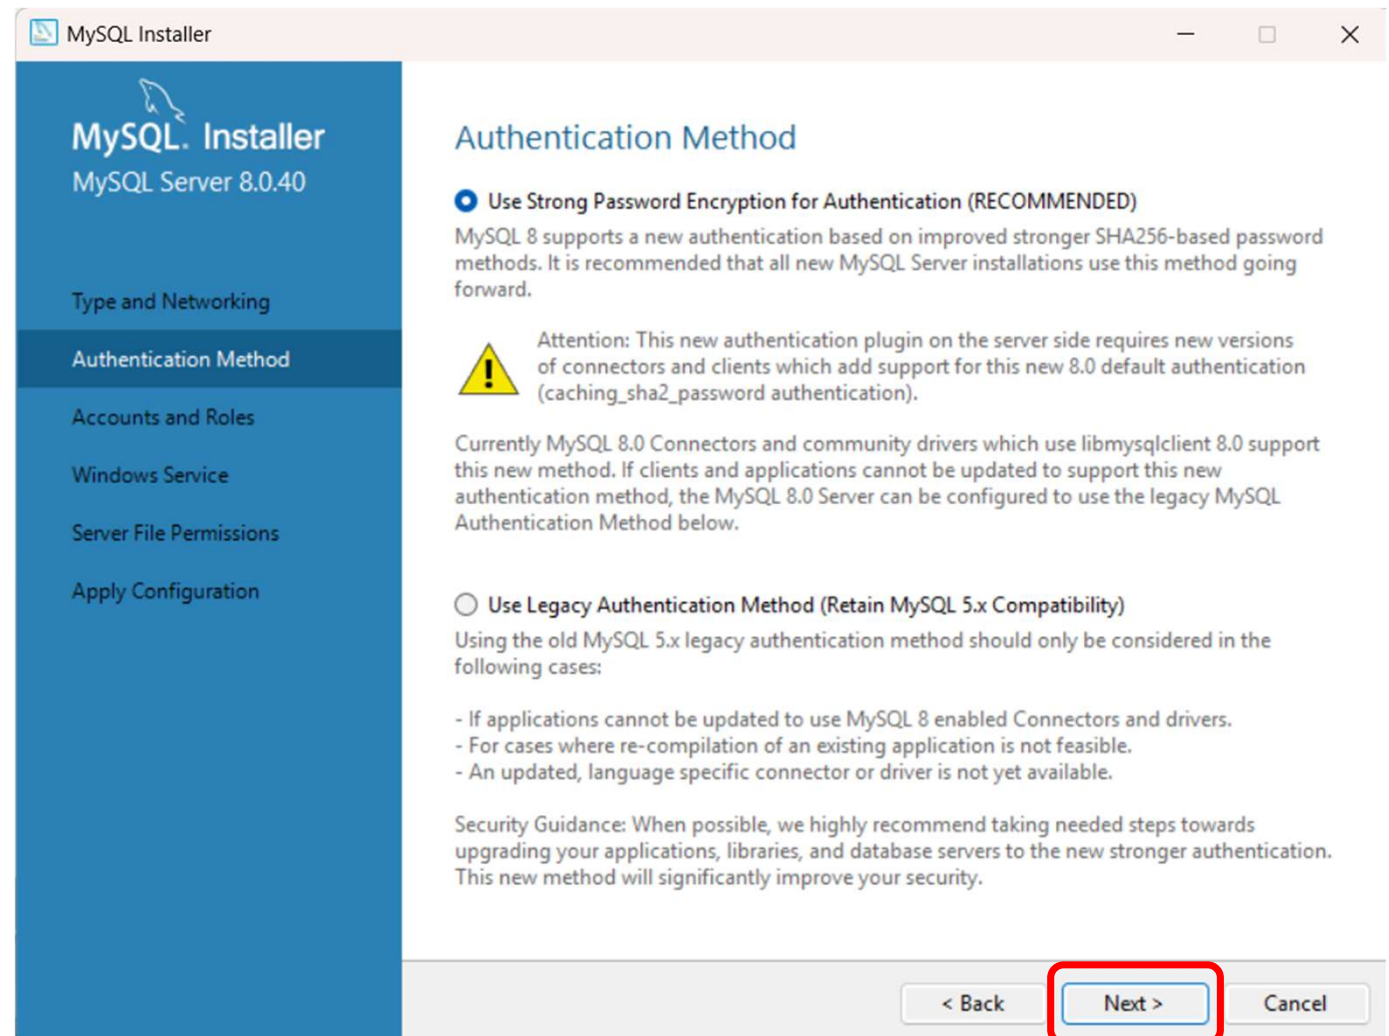 MySQL Installer
MySQL. Installer
MySQL Server 8.0.40
Type and Networking
Authentication Method
Accounts and Roles
Windows Service
Server File Permissions
Apply Configuration
Authentication Method
Use Strong Password Encryption for Authentication (RECOMMENDED)
MySQL 8 supports a new authentication based on improved stronger SHA256-based password
methods. It is recommended that all new MySQL Server installations use this method going
forward.
Attention: This new authentication plugin on the server side requires new versions
of connectors and clients which add support for this new 8.0 default authentication
(caching_sha2_password authentication).
Currently MySQL 8.0 Connectors and community drivers which use libmysqlclient 8.0 support
this new method. If clients and applications cannot be updated to support this new
authentication method, the MySQL 8.0 Server can be configured to use the legacy MySQL
Authentication Method below.
Use Legacy Authentication Method (Retain MySQL 5.x Compatibility)
Using the old MySQL 5.x legacy authentication method should only be considered in the
following cases:
- If applications cannot be updated to use MySQL 8 enabled Connectors and drivers.
- For cases where re-compilation of an existing application is not feasible.
- An updated, language specific connector or driver is not yet available.
Security Guidance: When possible, we highly recommend taking needed steps towards
upgrading your applications, libraries, and database servers to the new stronger authentication.
This new method will significantly improve your security.
< Back
Next >
Cancel